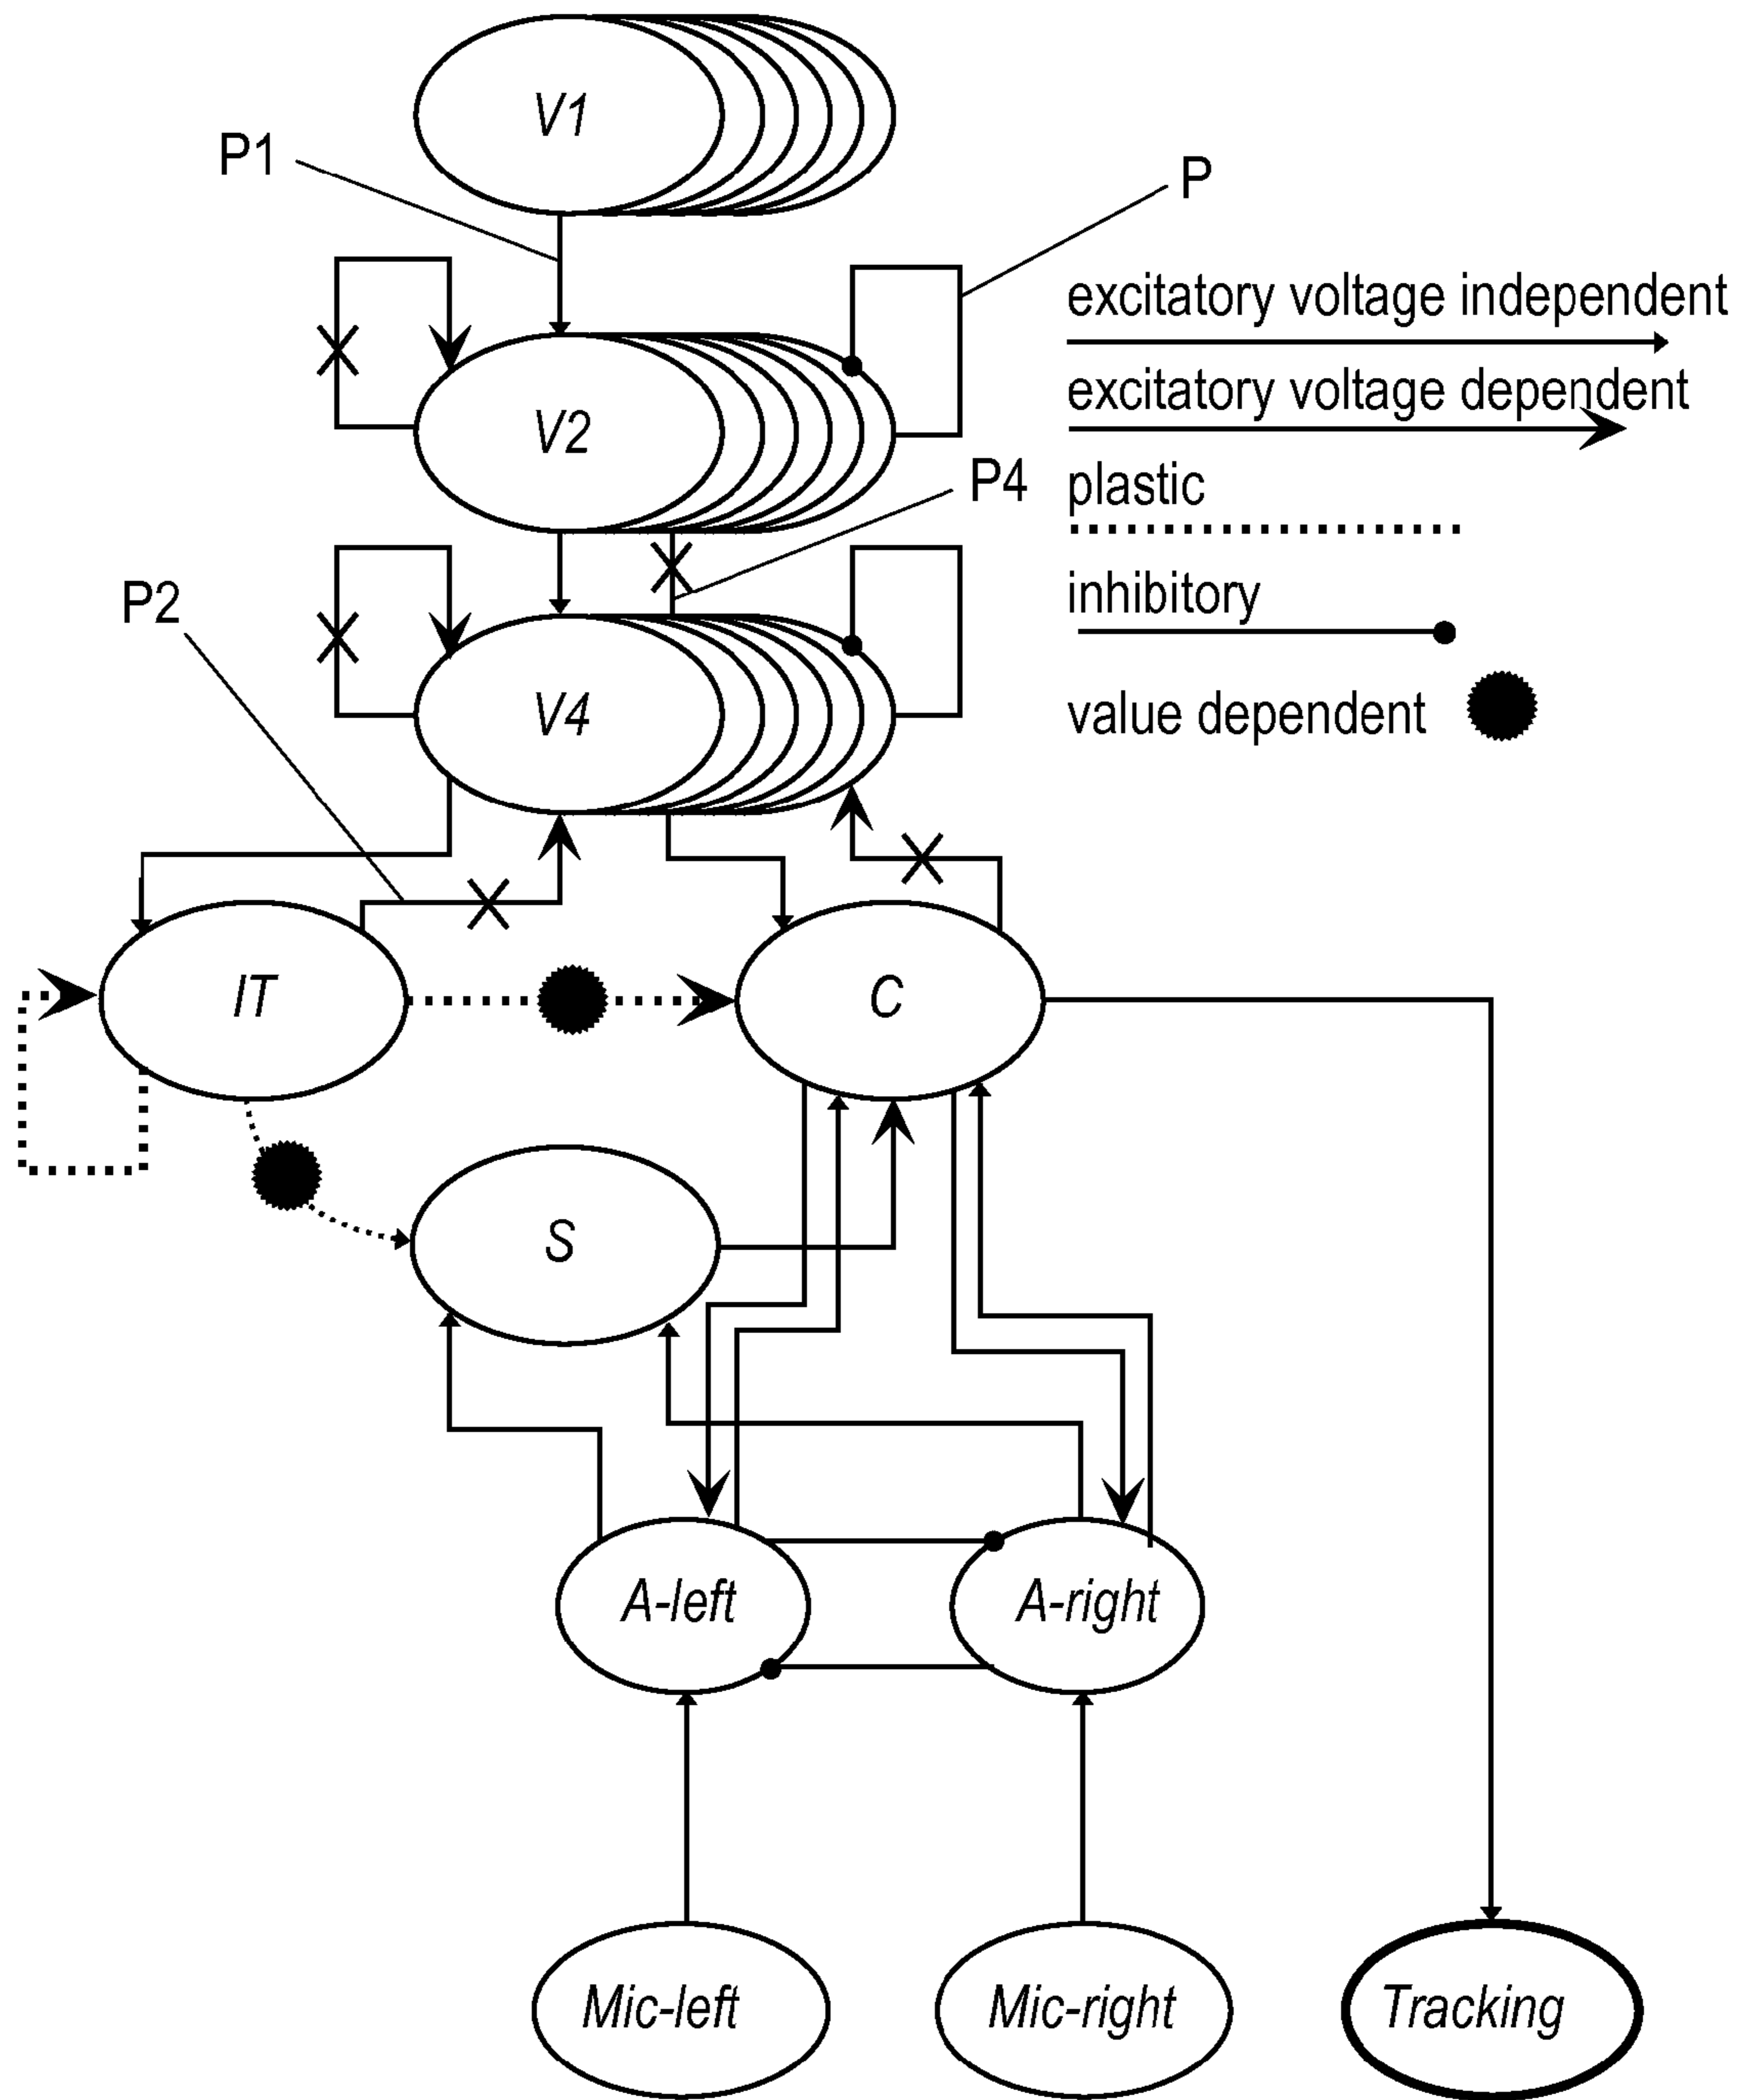 V1
P1
P
excitatory voltage independent
excitatory voltage dependent
V2
P4
plastic
P2
inhibitory
V4
value dependent
IT
C
S
A-left
A-right
Mic-left
Mic-right
Tracking